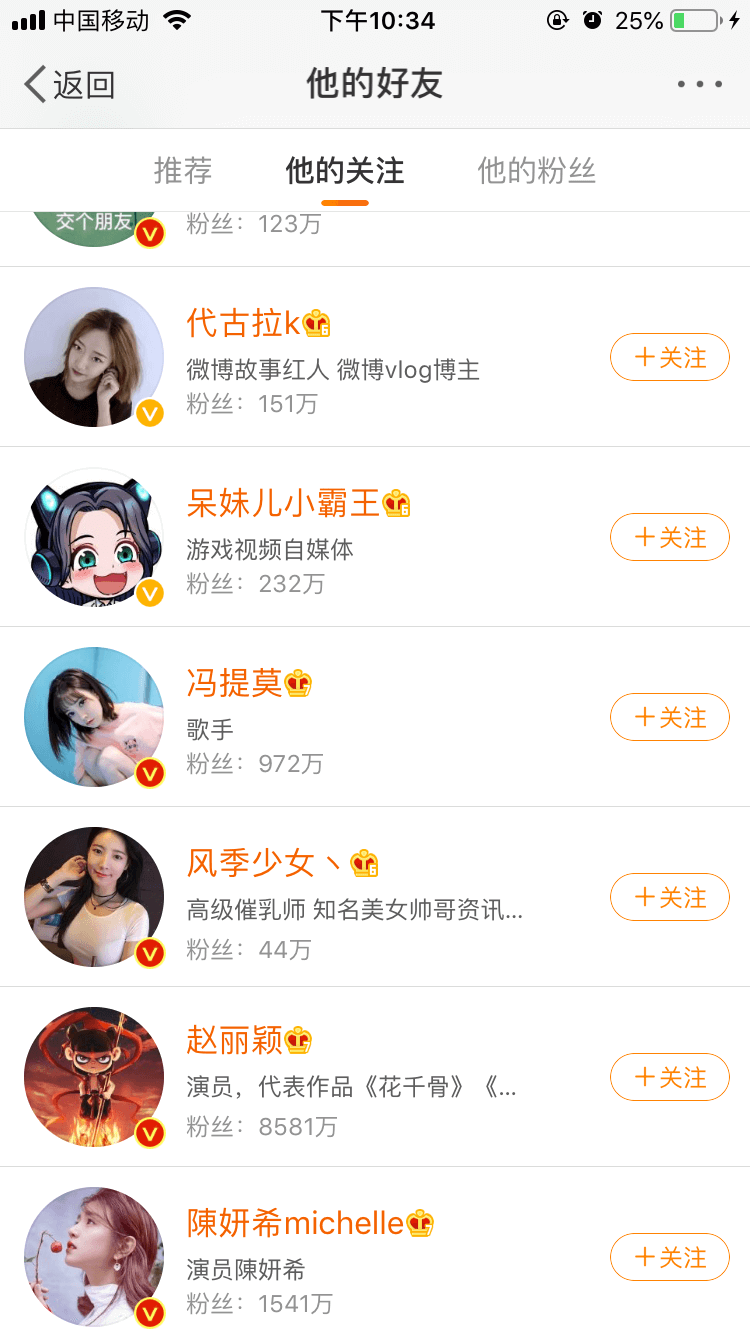 中国移动 下午10:34 25%
返回 他的好友
推荐 他的关注 他的粉丝
交个朋友
粉丝：123万
代古拉k
微博故事红人 微博vlog博主
粉丝：151万
+关注
呆妹儿小霸王
游戏视频自媒体
粉丝：232万
+关注
冯提莫
歌手
粉丝：972万
+关注
风季少女丶
高级催乳师 知名美女帅哥资讯...
粉丝：44万
+关注
赵丽颖
演员，代表作品《花千骨》《...
粉丝：8581万
+关注
陳妍希michelle
演员陳妍希
粉丝：1541万
+关注